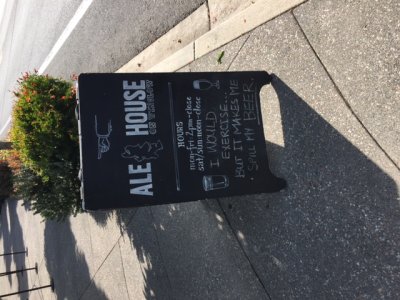 ALE HOUSE
HOURS
mon-fri 2pm-close
sat/sun noon-close
I WOULD
EXERCISE...
BUT IT MAKES ME
SPILL MY BEER.